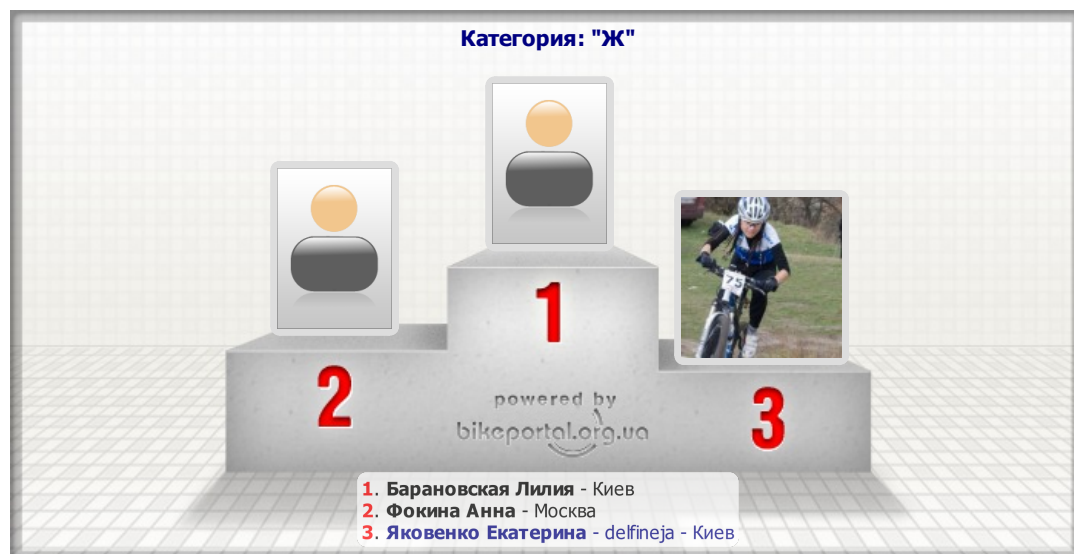 Категория: "Ж"
1
2
75
3
powered by
bikeportal.org.ua
1. Барановская Лилия - Киев
2. Фокина Анна - Москва
3. Яковенко Екатерина - delfineja - Киев